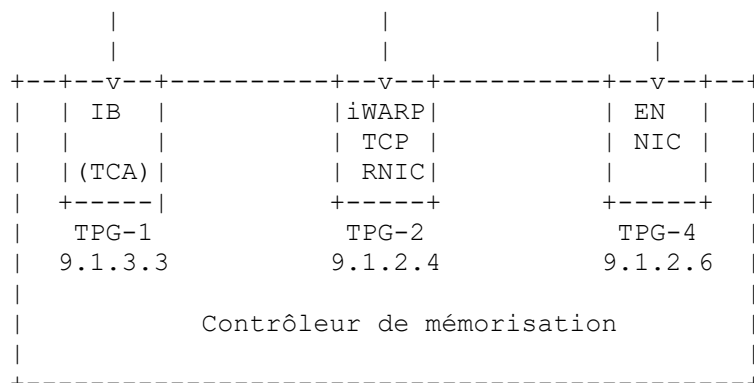 IB iWARP EN
TCP NIC
(TCA) RNIC
TPG-1 TPG-2 TPG-4
9.1.3.3 9.1.2.4 9.1.2.6
Contrôleur de mémorisation